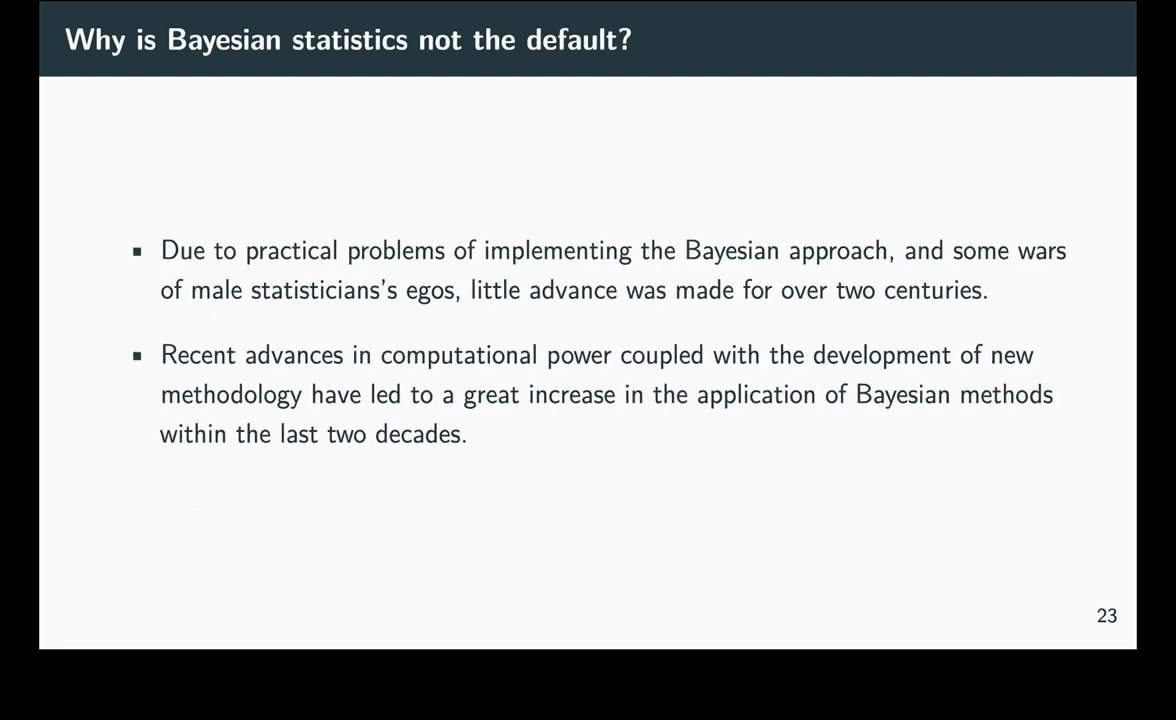 Why is Bayesian statistics not the default?
▪ Due to practical problems of implementing the Bayesian approach, and some wars
of male statisticians's egos, little advance was made for over two centuries.
▪ Recent advances in computational power coupled with the development of new
methodology have led to a great increase in the application of Bayesian methods
within the last two decades.
23